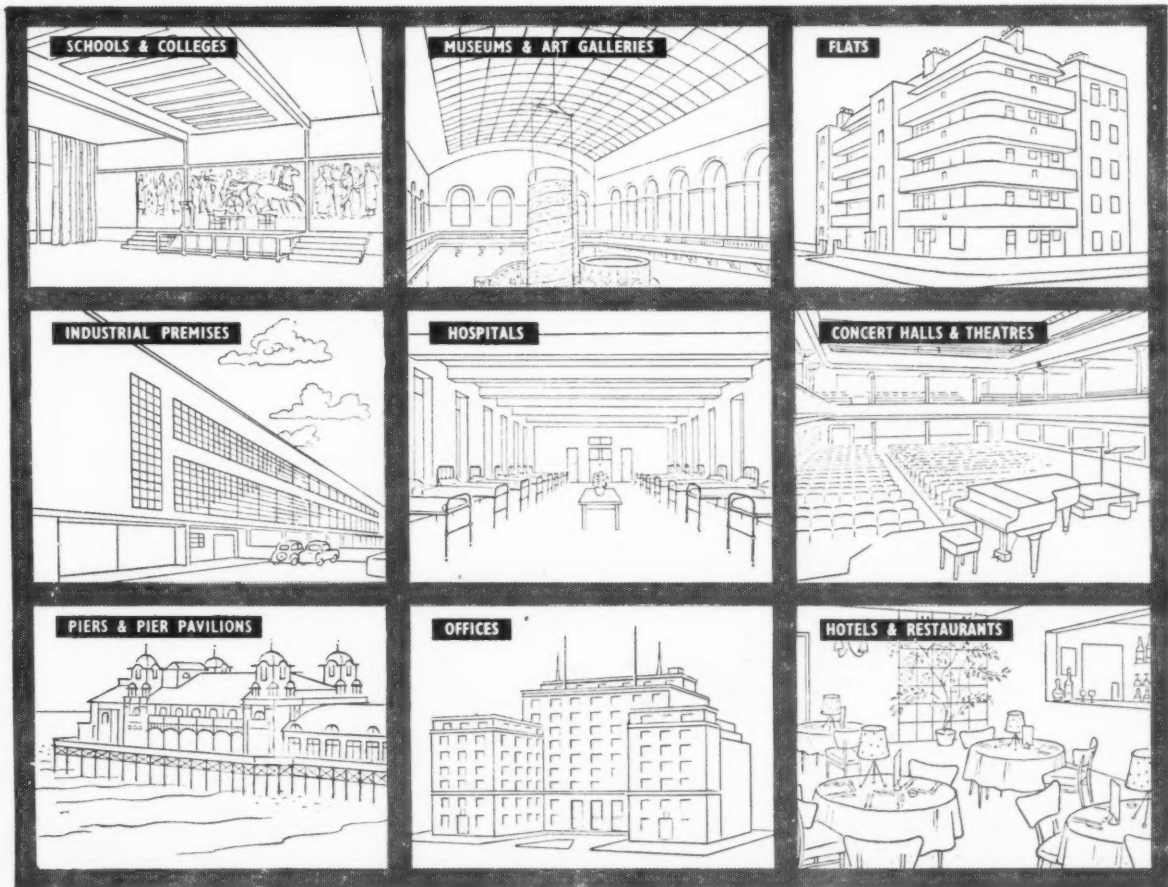 SCHOOLS & COLLEGES
MUSEUMS & ART GALLERIES
FLATS
INDUSTRIAL PREMISES
HOSPITALS
CONCERT HALLS & THEATRES
PIERS & PIER PAVILIONS
OFFICES
HOTELS & RESTAURANTS